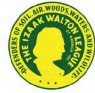 DEFENDERS OF SOIL, AIR, WOODS, WATERS, AND WILDLIFE
THE IZAAK WALTON LEAGUE